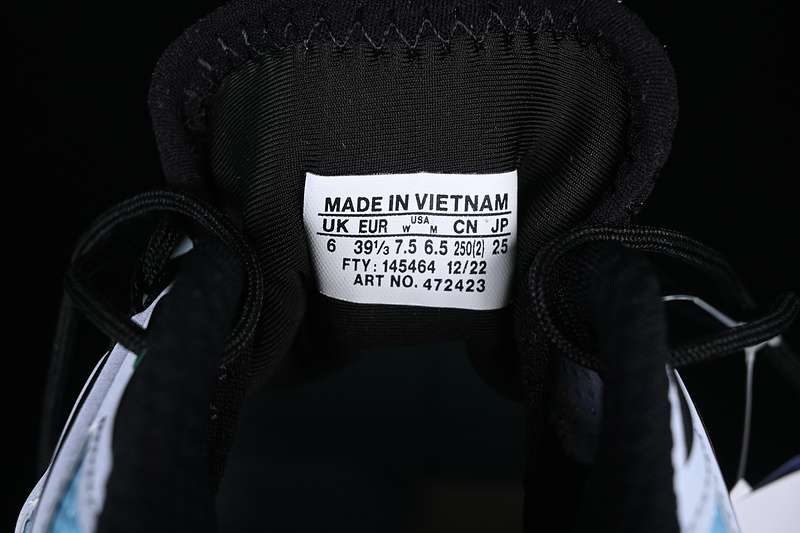 MADE IN VIETNAM
UK EUR USA CN JP
W M
6 39⅓ 7.5 6.5 250(2) 25
FTY: 145464 12/22
ART NO. 472423